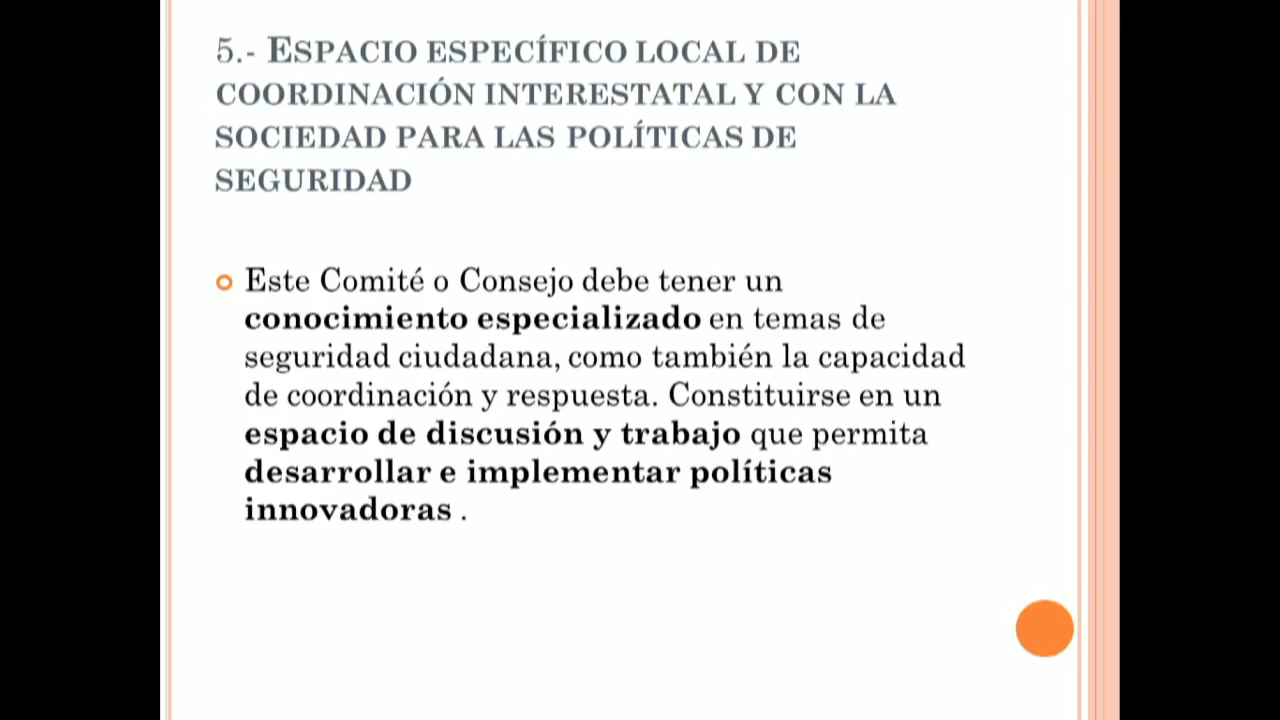 5.- ESPACIO ESPECÍFICO LOCAL DE
COORDINACIÓN INTERESTATAL Y CON LA
SOCIEDAD PARA LAS POLÍTICAS DE
SEGURIDAD
Este Comité o Consejo debe tener un
conocimiento especializado en temas de
seguridad ciudadana, como también la capacidad
de coordinación y respuesta. Constituirse en un
espacio de discusión y trabajo que permita
desarrollar e implementar políticas
innovadoras .